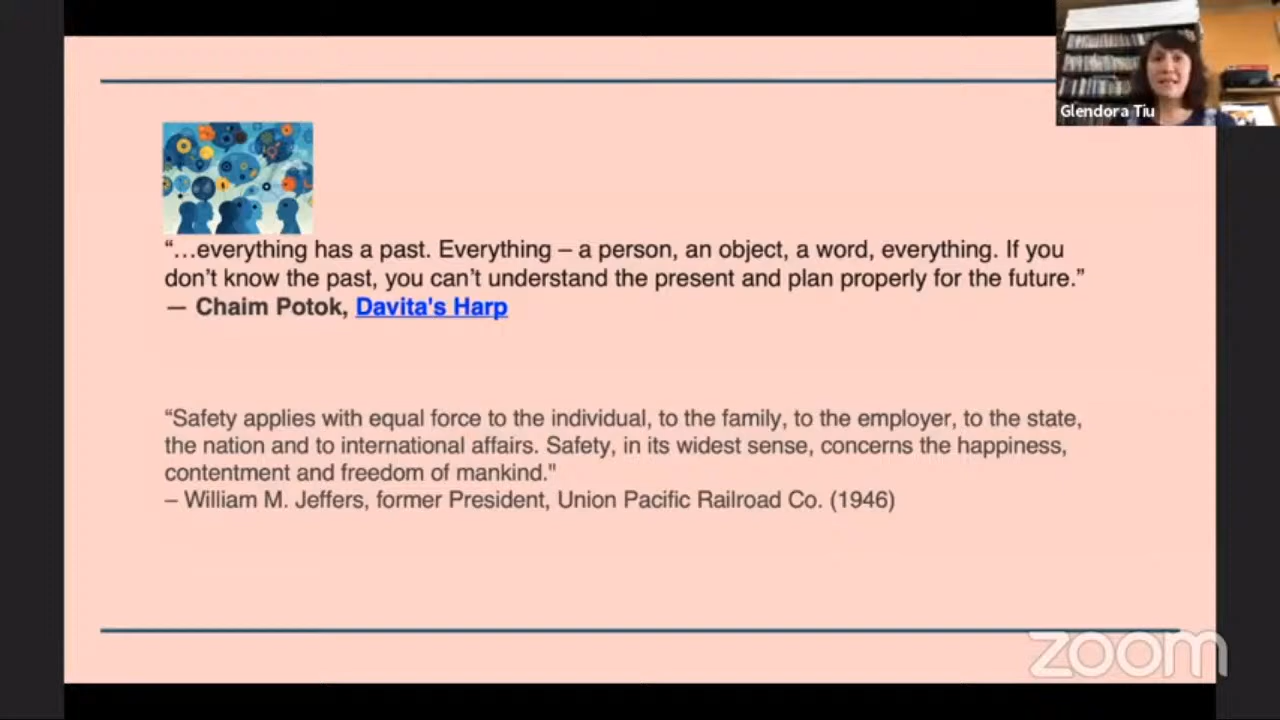 Glendora Tiu
“…everything has a past. Everything – a person, an object, a word, everything. If you
don’t know the past, you can’t understand the present and plan properly for the future.”
— Chaim Potok, Davita's Harp
“Safety applies with equal force to the individual, to the family, to the employer, to the state,
the nation and to international affairs. Safety, in its widest sense, concerns the happiness,
contentment and freedom of mankind."
– William M. Jeffers, former President, Union Pacific Railroad Co. (1946)
zoom